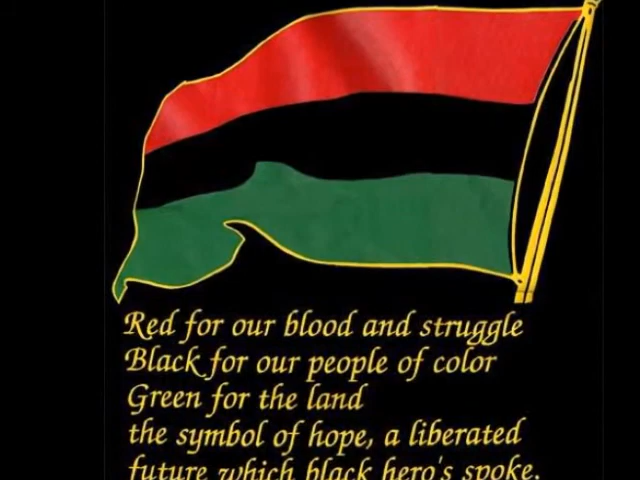 Red for our blood and struggle
Black for our people of color
Green for the land
the symbol of hope, a liberated
future which black hero's spoke.